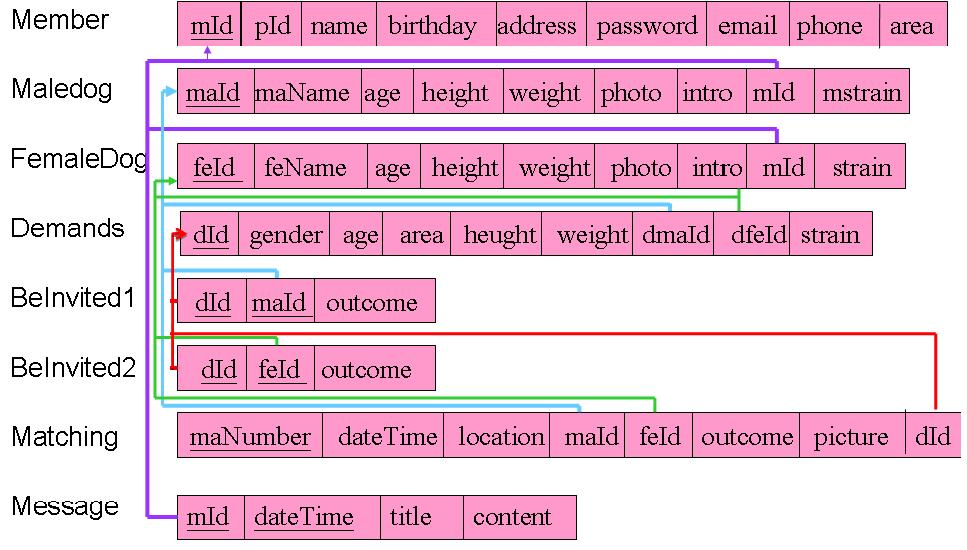 Member mId pId name birthday address password email phone area
Maledog maId maName age height weight photo intro mId mstrain
FemaleDog feId feName age height weight photo intro mId strain
Demands dId gender age area heught weight dmaId dfeId strain
BeInvited1 dId maId outcome
BeInvited2 dId feId outcome
Matching maNumber dateTime location maId feId outcome picture dId
Message mId dateTime title content